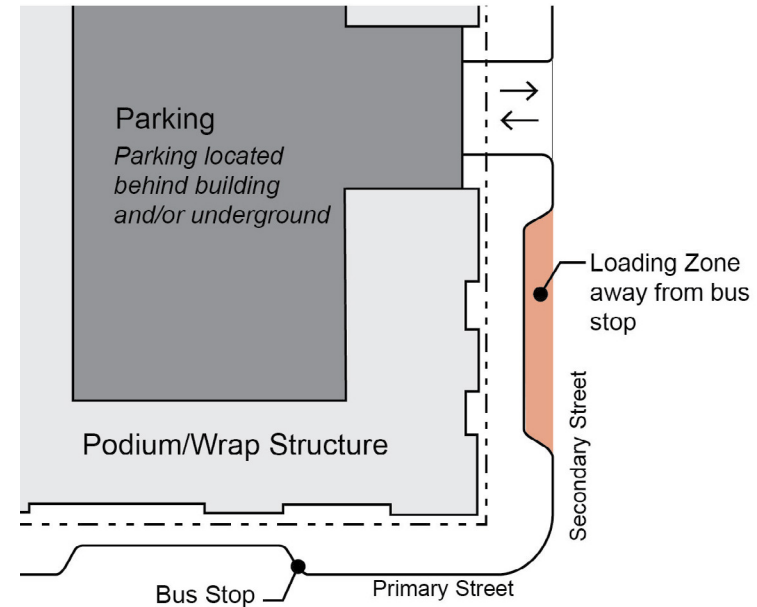 Parking
Parking located
behind building
and/or underground
Loading Zone
away from bus
stop
Secondary Street
Podium/Wrap Structure
Bus Stop
Primary Street